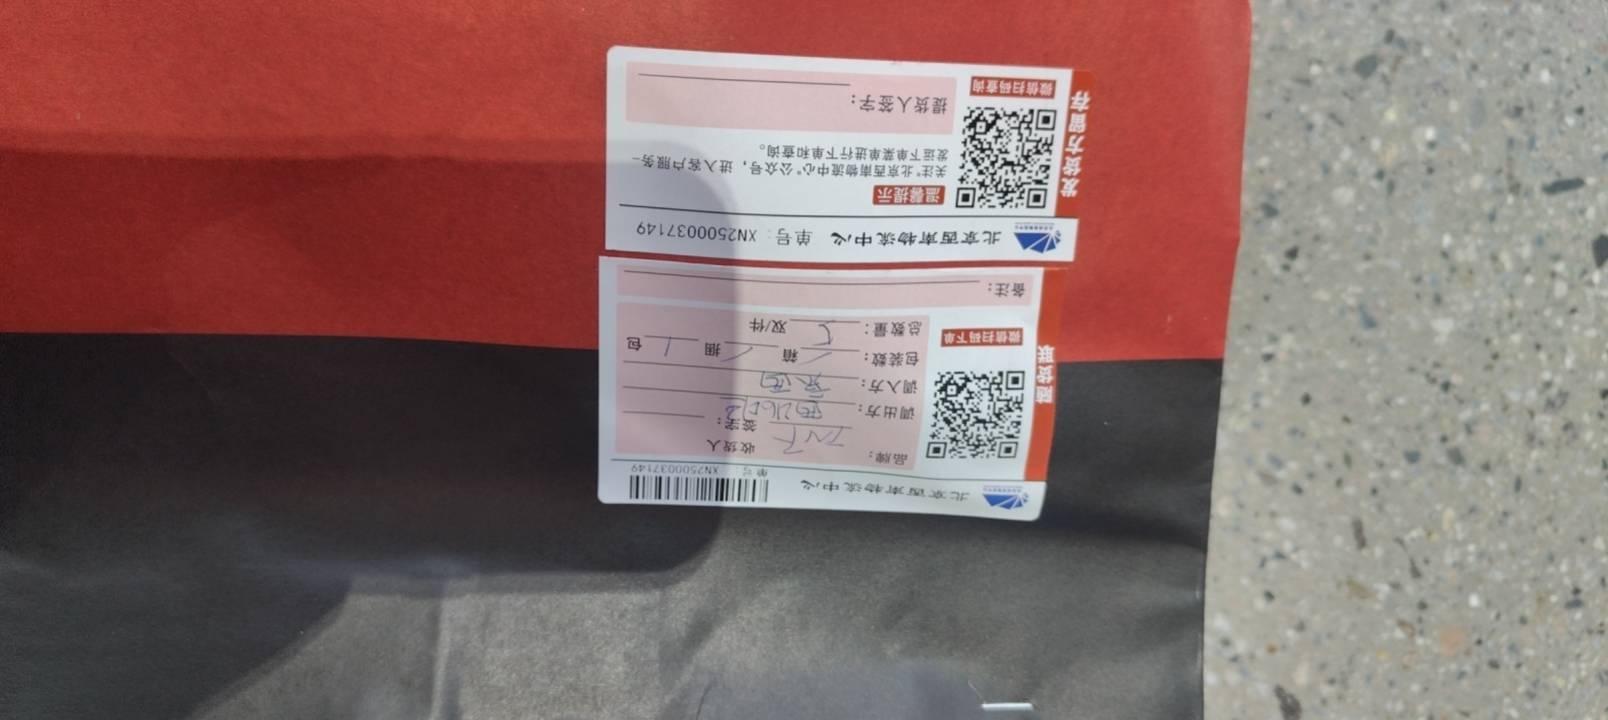 北京西南物流中心
单号: XN2500037149
随货联
微信扫码下单
品牌:
收货人
签字:
调出方:
调入方:
包装数: / 箱 / 捆 1 包
总数量: 双/件
备注:
北京西南物流中心 单号: XN2500037149
发货方留存
微信扫码查询
温馨提示
关注"北京西南物流中心"公众号, 进入客户服务-
发运下单菜单进行下单和查询。
提货人签字: